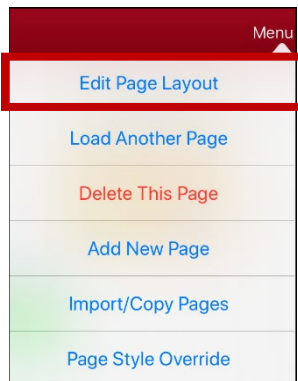 Menu
Edit Page Layout
Load Another Page
Delete This Page
Add New Page
Import/Copy Pages
Page Style Override